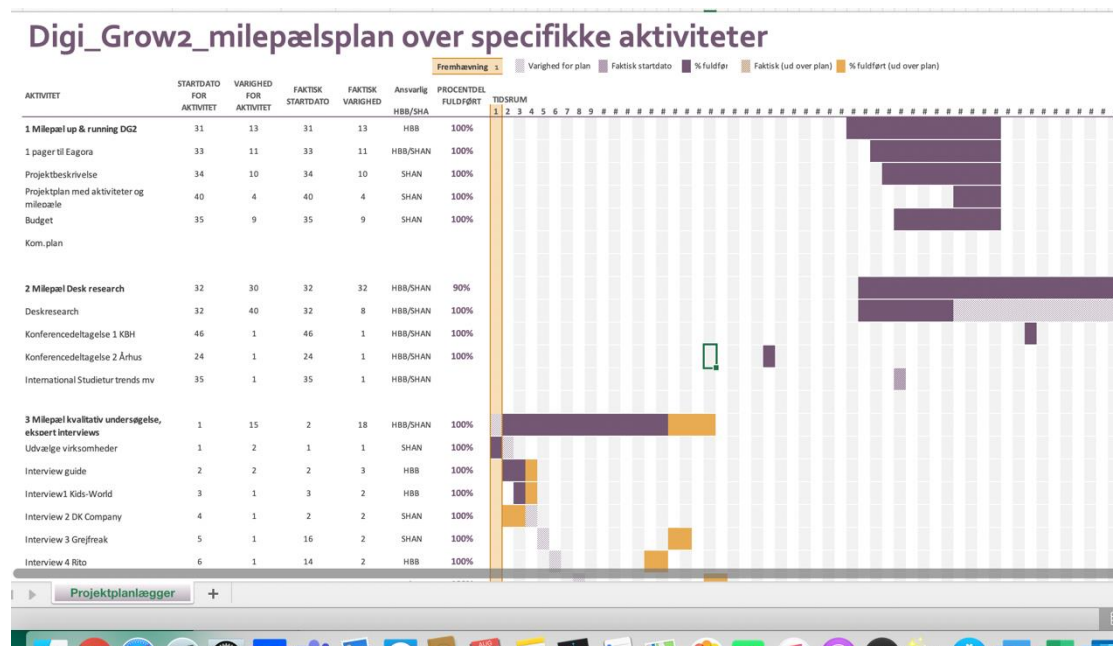 Digi_Grow2_milepælsplan over specifikke aktiviteter
Fremhævning 1 Varighed for plan Faktisk startdato % fuldfør Faktisk (ud over plan) % fuldført (ud over plan)
AKTIVITET STARTDATO FOR AKTIVITET VARIGHED FOR AKTIVITET FAKTISK STARTDATO FAKTISK VARIGHED Ansvarlig HBB/SHA PROCENTDEL FULDFØRT TIDSRUM
1 2 3 4 5 6 7 8 9 # # # # # # # # # # # # # # # # # # # # # # # # # # # # # # # # # # # # # # # # # # #
1 Milepæl up & running DG2 31 13 31 13 HBB 100%
1 pager til Eagora 33 11 33 11 HBB/SHAN 100%
Projektbeskrivelse 34 10 34 10 SHAN 100%
Projektplan med aktiviteter og
milepæle 40 4 40 4 SHAN 100%
Budget 35 9 35 9 SHAN 100%
Kom.plan
2 Milepæl Desk research 32 30 32 32 HBB/SHAN 90%
Deskresearch 32 40 32 8 HBB/SHAN 100%
Konferencedeltagelse 1 KBH 46 1 46 1 HBB/SHAN 100%
Konferencedeltagelse 2 Århus 24 1 24 1 HBB/SHAN 100%
International Studietur trends mv 35 1 35 1 HBB/SHAN
3 Milepæl kvalitativ undersøgelse,
ekspert interviews 1 15 2 18 HBB/SHAN 100%
Udvælge virksomheder 1 2 1 1 SHAN 100%
Interview guide 2 2 2 3 HBB 100%
Interview1 Kids-World 3 1 3 2 HBB 100%
Interview 2 DK Company 4 1 2 2 SHAN 100%
Interview 3 Grejfreak 5 1 16 2 SHAN 100%
Interview 4 Rito 6 1 14 2 HBB 100%
Projektplanlægger +
AUG